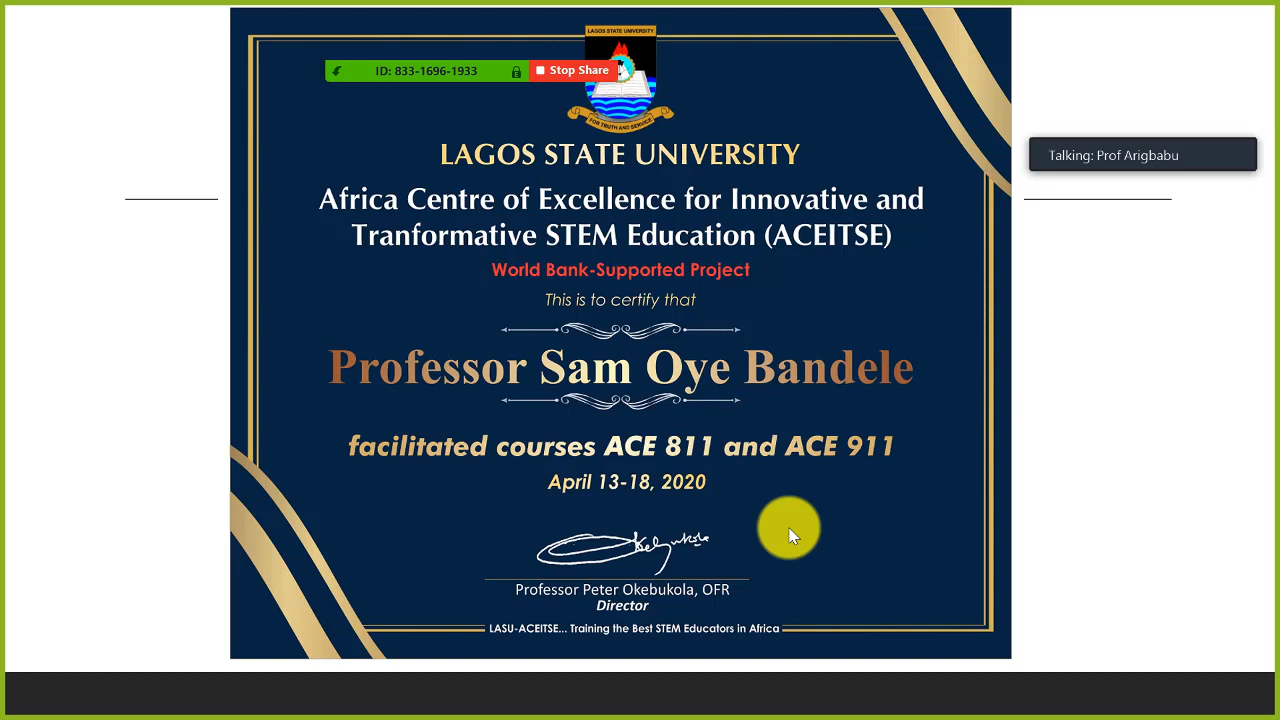 LAGOS STATE UNIVERSITY
ID: 833-1696-1933
Stop Share
FOR TRUTH AND SERVICE
LAGOS STATE UNIVERSITY
Talking: Prof Arigbabu
Africa Centre of Excellence for Innovative and
Tranformative STEM Education (ACEITSE)
World Bank-Supported Project
This is to certify that
Professor Sam Oye Bandele
facilitated courses ACE 811 and ACE 911
April 13-18, 2020
Okebukola
Professor Peter Okebukola, OFR
Director
LASU-ACEITSE... Training the Best STEM Educators in Africa